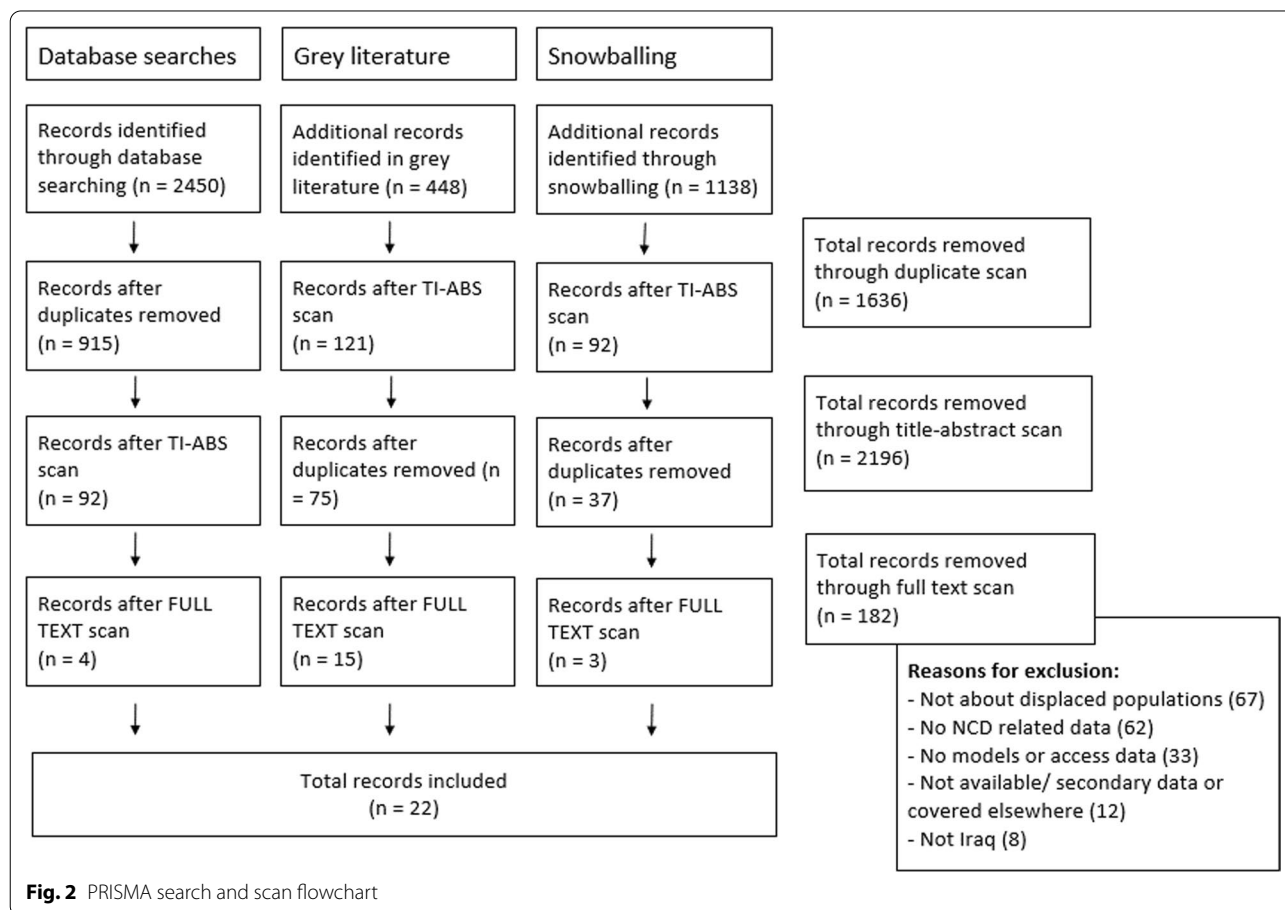 Database searches
Grey literature
Snowballing
Records identified
through database
searching (n = 2450)
Additional records
identified in grey
literature (n = 448)
Additional records
identified through
snowballing (n = 1138)
Records after
duplicates removed
(n = 915)
Records after TI-ABS
scan
(n = 121)
Records after TI-ABS
scan
(n = 92)
Total records removed
through duplicate scan
(n = 1636)
Records after TI-ABS
scan
(n = 92)
Records after
duplicates removed (n
= 75)
Records after
duplicates removed
(n = 37)
Total records removed
through title-abstract scan
(n = 2196)
Records after FULL
TEXT scan
(n = 4)
Records after FULL
TEXT scan
(n = 15)
Records after FULL
TEXT scan
(n = 3)
Total records removed
through full text scan
(n = 182)
Reasons for exclusion:
- Not about displaced populations (67)
- No NCD related data (62)
- No models or access data (33)
- Not available/ secondary data or
covered elsewhere (12)
- Not Iraq (8)
Total records included
(n = 22)
Fig. 2 PRISMA search and scan flowchart